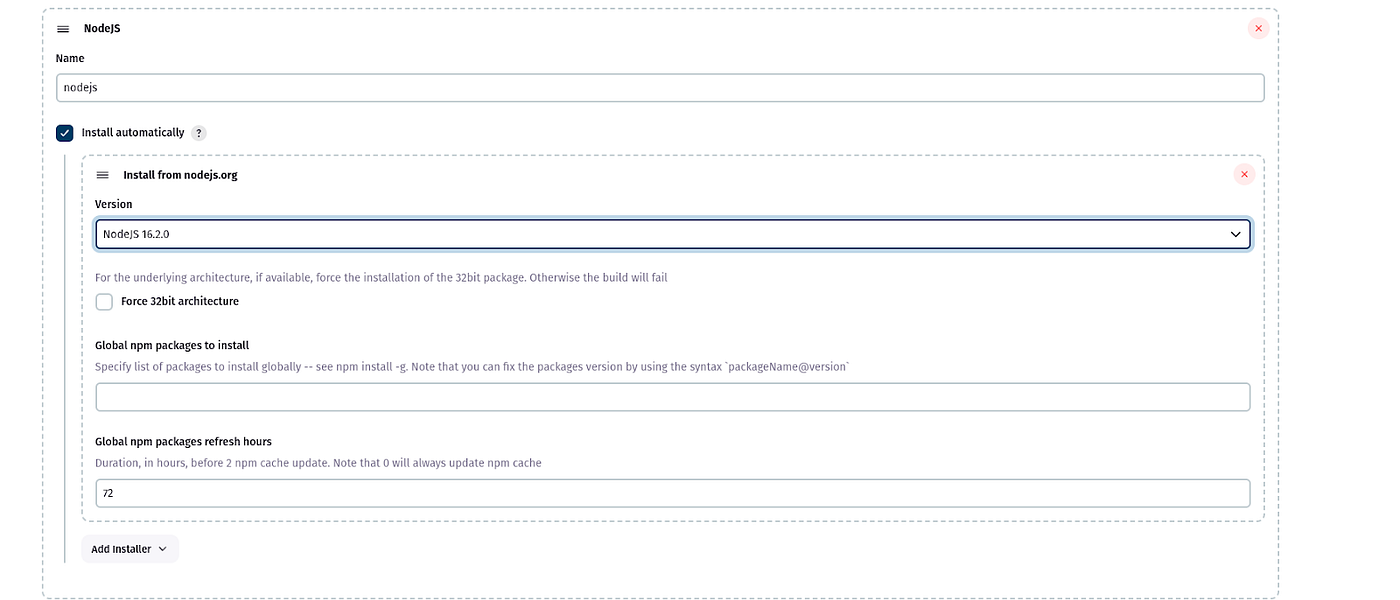 NodeJS
Name
nodejs
Install automatically ?
Install from nodejs.org
Version
NodeJS 16.2.0
For the underlying architecture, if available, force the installation of the 32bit package. Otherwise the build will fail
Force 32bit architecture
Global npm packages to install
Specify list of packages to install globally -- see npm install -g. Note that you can fix the packages version by using the syntax `packageName@version`
Global npm packages refresh hours
Duration, in hours, before 2 npm cache update. Note that 0 will always update npm cache
72
Add Installer